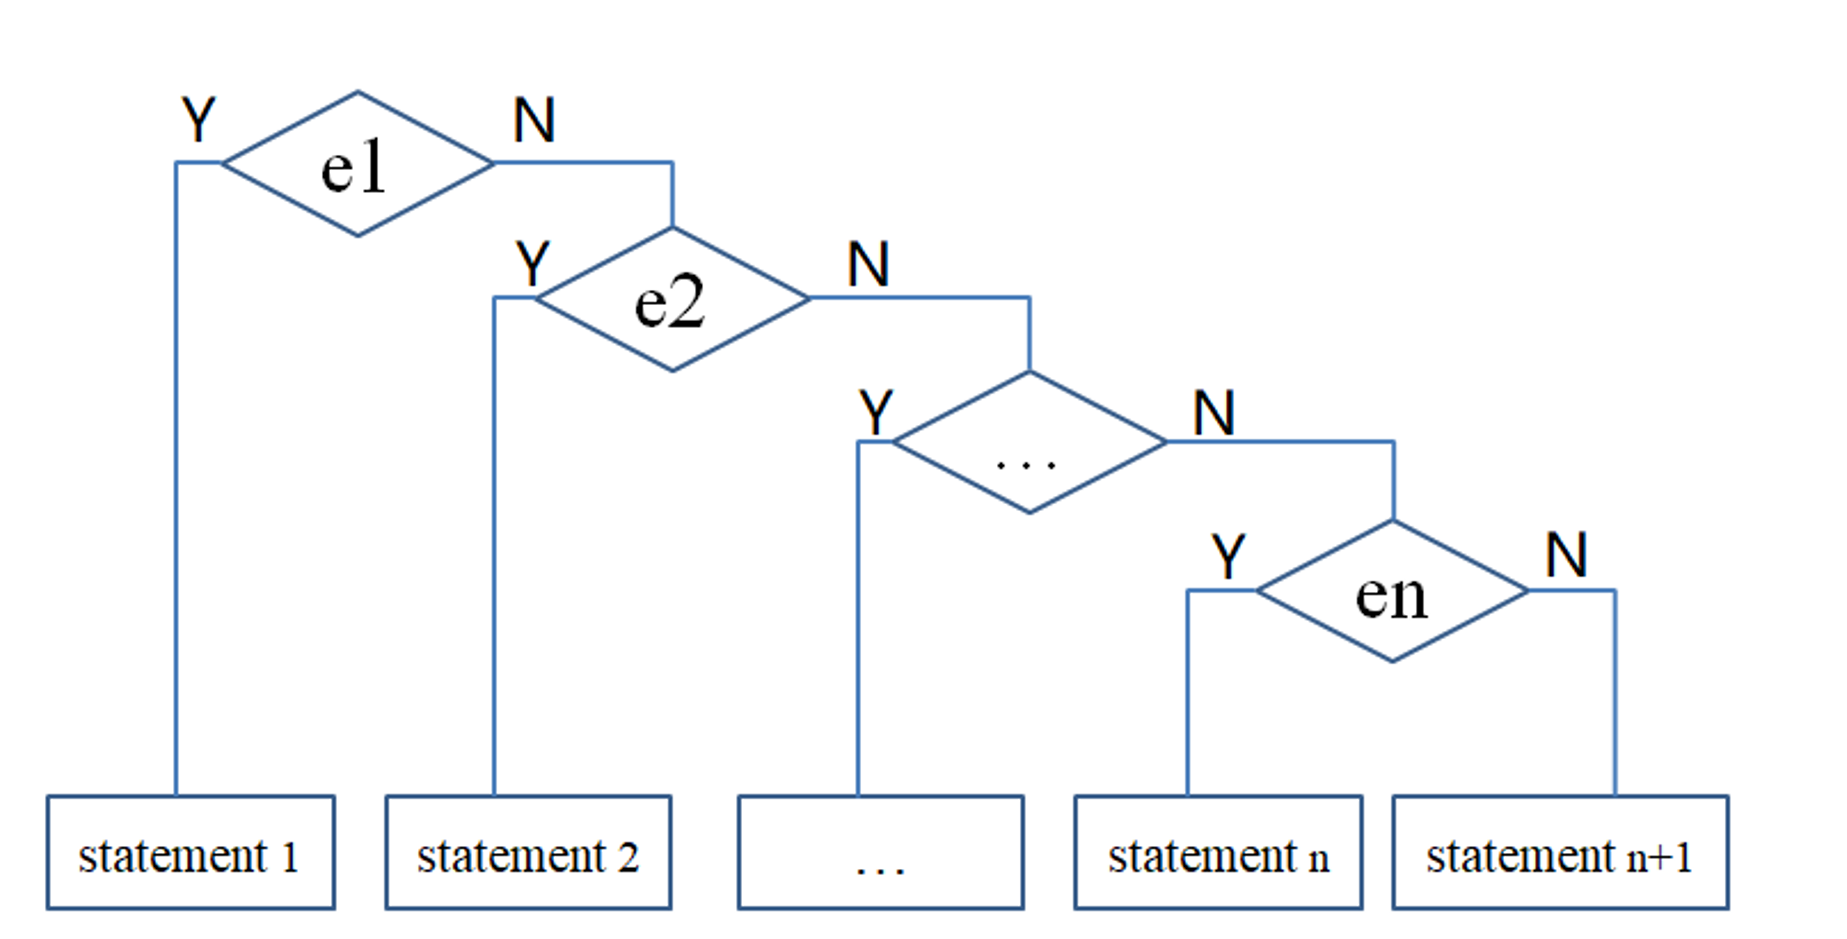 Y
N
e1
Y
N
e2
Y
N
...
Y
N
en
statement 1
statement 2
...
statement n
statement n+1